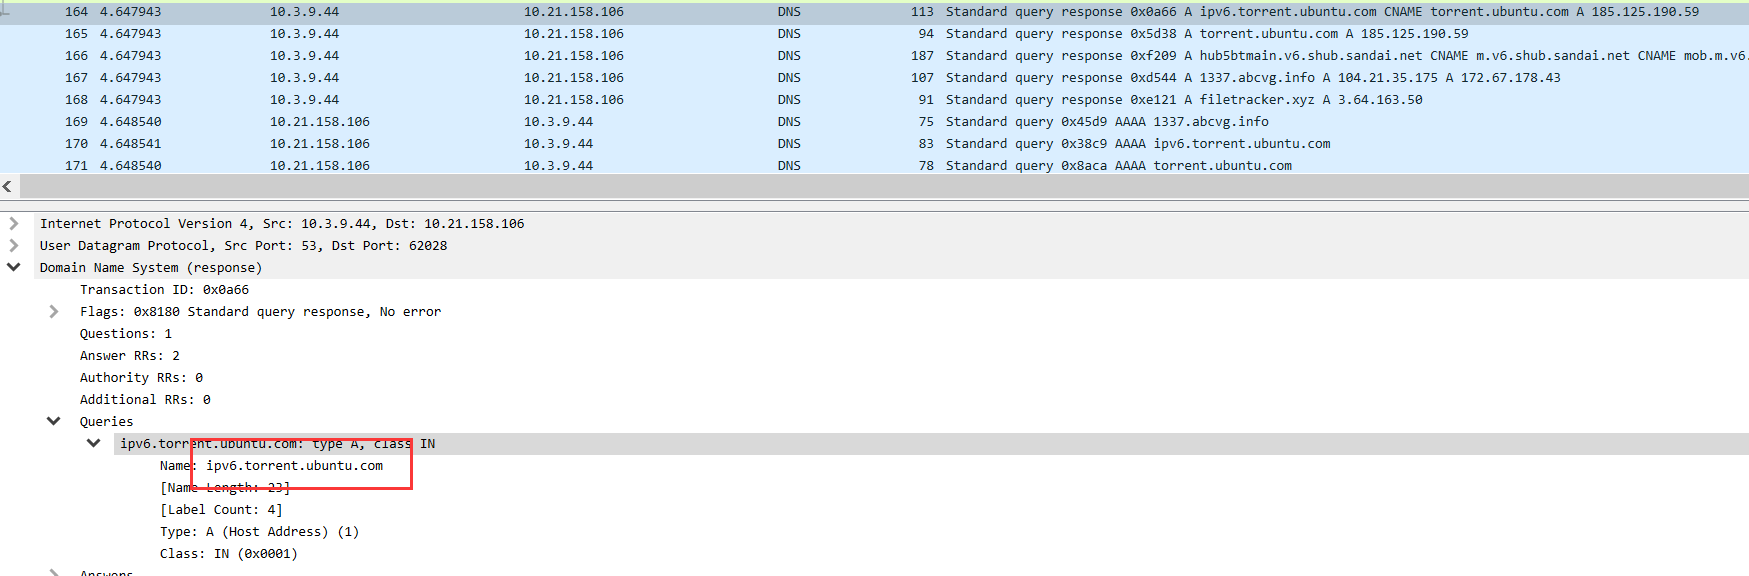 164 4.647943 10.3.9.44 10.21.158.106 DNS 113 Standard query response 0x0a66 A ipv6.torrent.ubuntu.com CNAME torrent.ubuntu.com A 185.125.190.59
165 4.647943 10.3.9.44 10.21.158.106 DNS 94 Standard query response 0x5d38 A torrent.ubuntu.com A 185.125.190.59
166 4.647943 10.3.9.44 10.21.158.106 DNS 187 Standard query response 0xf209 A hub5btmain.v6.shub.sandai.net CNAME m.v6.shub.sandai.net CNAME mob.m.v6.
167 4.647943 10.3.9.44 10.21.158.106 DNS 107 Standard query response 0xd544 A 1337.abcvg.info A 104.21.35.175 A 172.67.178.43
168 4.647943 10.3.9.44 10.21.158.106 DNS 91 Standard query response 0xe121 A filetracker.xyz A 3.64.163.50
169 4.648540 10.21.158.106 10.3.9.44 DNS 75 Standard query 0x45d9 AAAA 1337.abcvg.info
170 4.648541 10.21.158.106 10.3.9.44 DNS 83 Standard query 0x38c9 AAAA ipv6.torrent.ubuntu.com
171 4.648540 10.21.158.106 10.3.9.44 DNS 78 Standard query 0x8aca AAAA torrent.ubuntu.com
Internet Protocol Version 4, Src: 10.3.9.44, Dst: 10.21.158.106
User Datagram Protocol, Src Port: 53, Dst Port: 62028
Domain Name System (response)
Transaction ID: 0x0a66
Flags: 0x8180 Standard query response, No error
Questions: 1
Answer RRs: 2
Authority RRs: 0
Additional RRs: 0
Queries
ipv6.torrent.ubuntu.com: type A, class IN
Name: ipv6.torrent.ubuntu.com
[Name Length: 23]
[Label Count: 4]
Type: A (Host Address) (1)
Class: IN (0x0001)
Answers